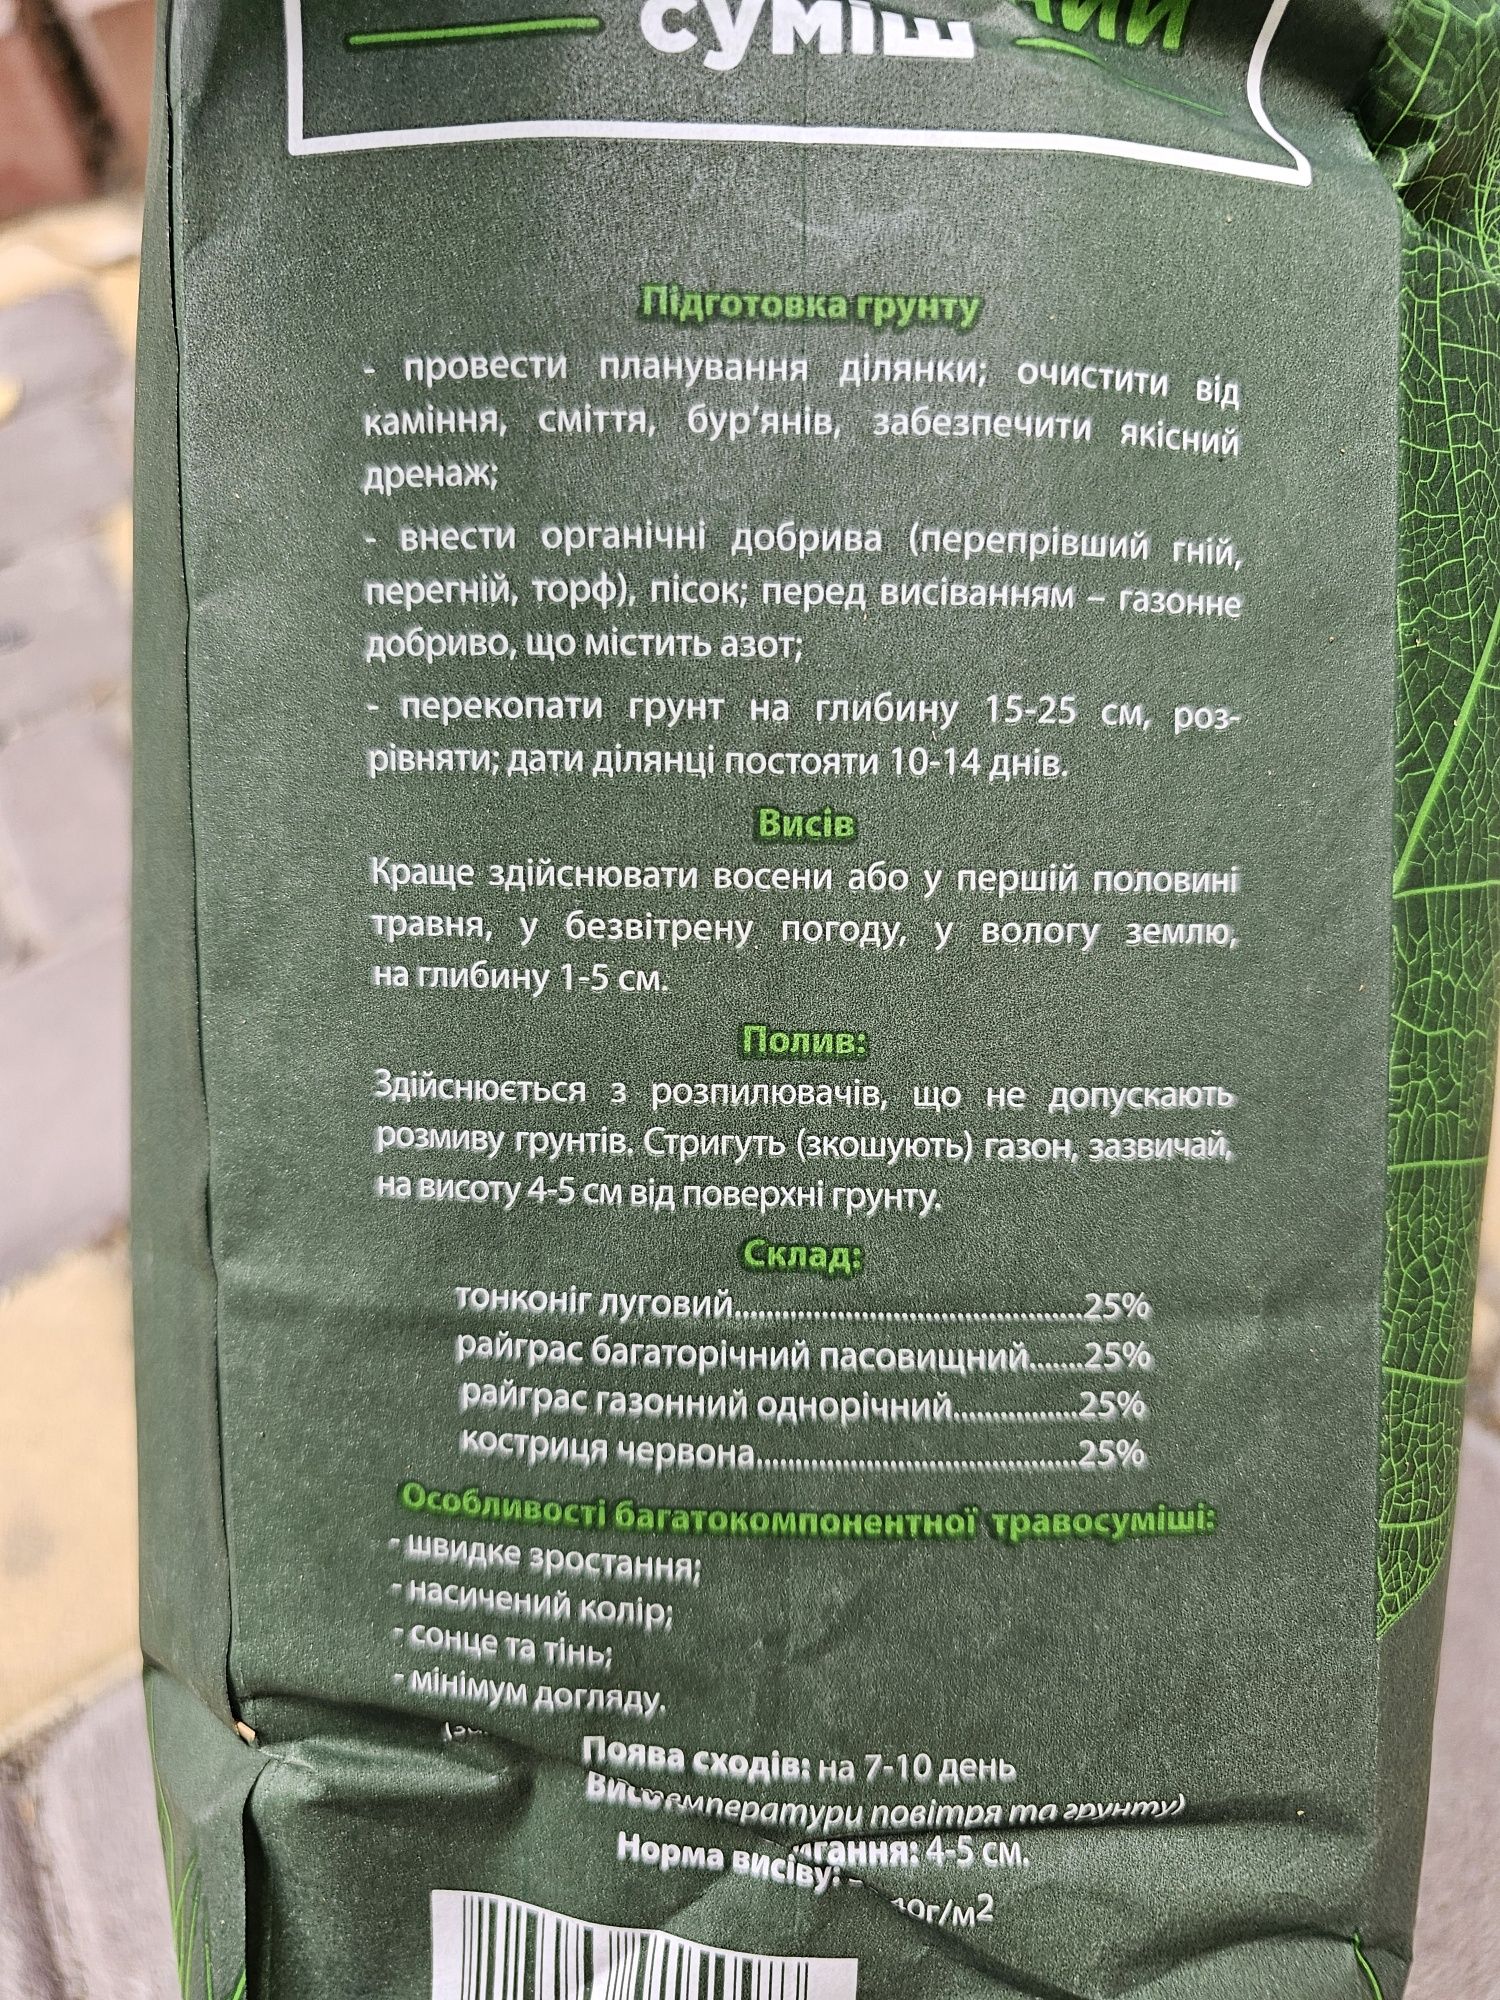 суміш
Підготовка грунту
- провести планування ділянки; очистити від
каміння, сміття, бур'янів, забезпечити якісний
дренаж;
- внести органічні добрива (перепрівший гній,
перегній, торф), пісок; перед висіванням – газонне
добриво, що містить азот;
- перекопати грунт на глибину 15-25 см, роз-
рівняти; дати ділянці постояти 10-14 днів.
Висів
Краще здійснювати восени або у першій половині
травня, у безвітрену погоду, у вологу землю,
на глибину 1-5 см.
Полив:
Здійснюється з розпилювачів, що не допускають
розмиву грунтів. Стригуть (зкошують) газон, зазвичай,
на висоту 4-5 см від поверхні грунту.
Склад:
тонконіг луговий..........25%
райграс багаторічний пасовищний.......25%
райграс газонний однорічний..........25%
костриця червона..........25%
Особливості багатокомпонентної травосуміші:
- швидке зростання;
- насичений колір;
- сонце та тінь;
- мінімум догляду.
Поява сходів: на 7-10 день
повітря та грунту)
4-5 см.
Норма висіву: